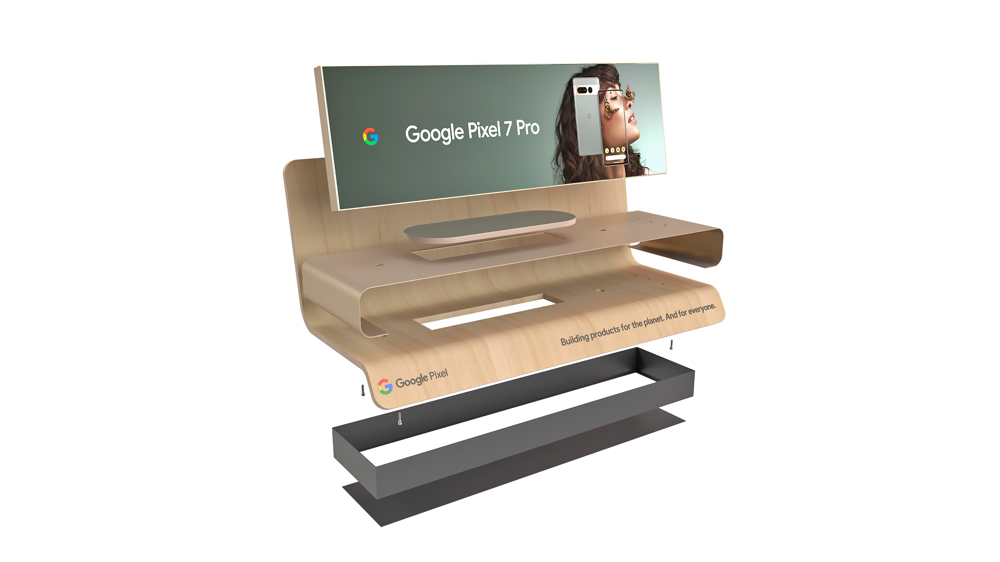 Google Pixel 7 Pro
Building products for the planet. And for everyone.
Google Pixel